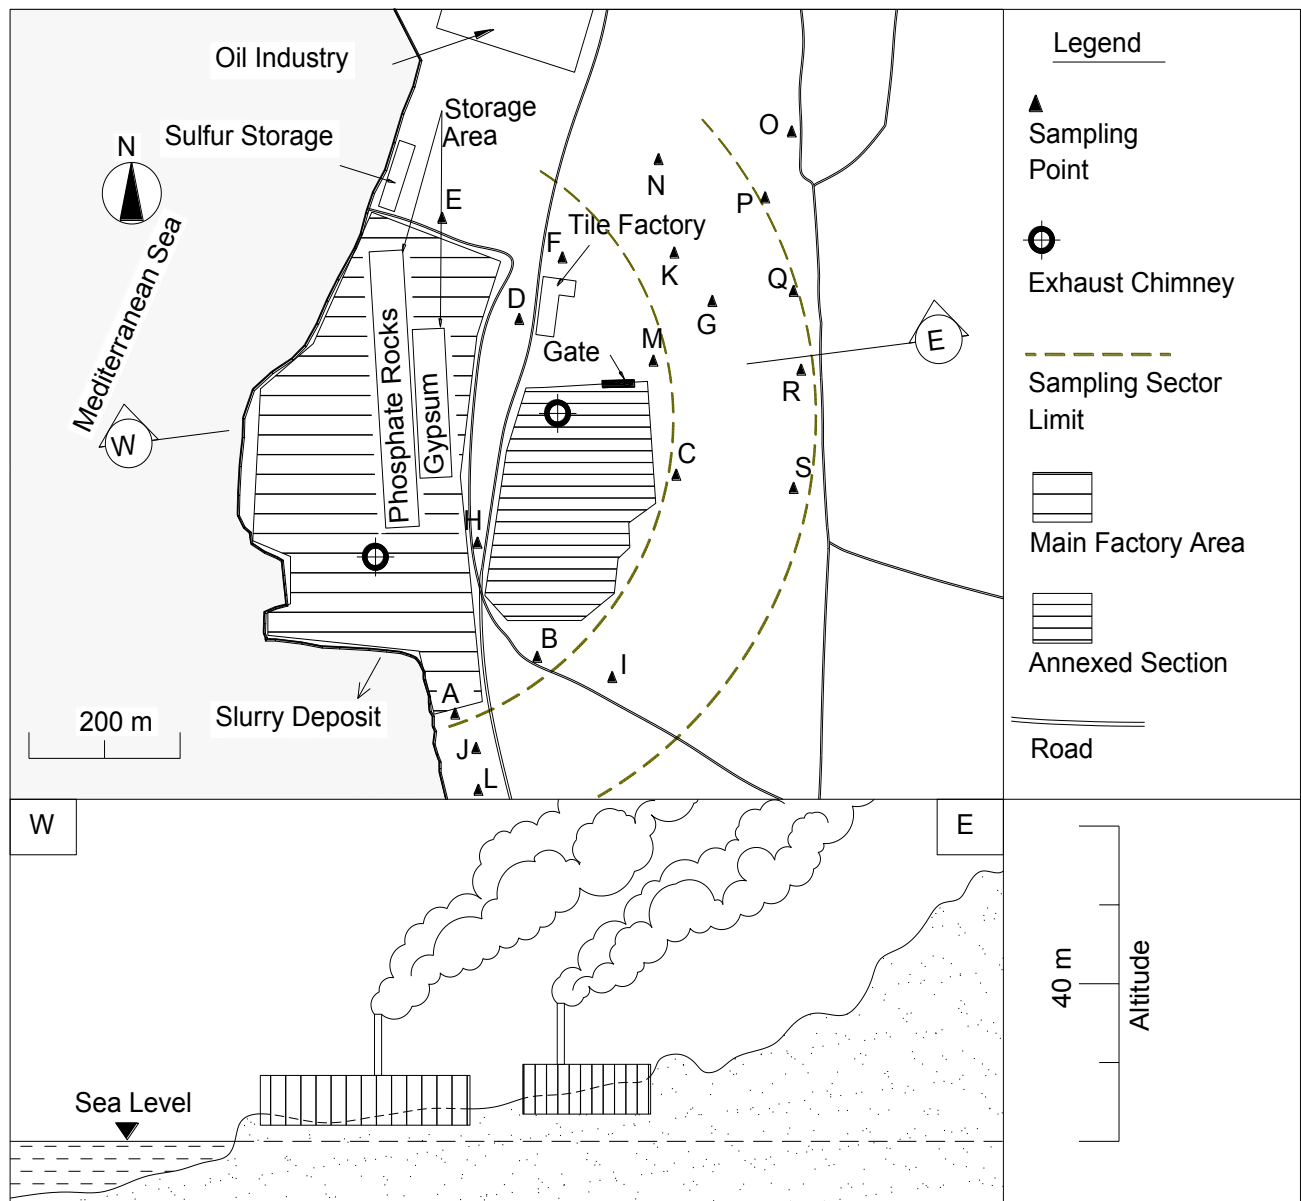 Legend
Oil Industry
Storage
Area
Sulfur Storage
N
Mediterranean Sea
E
Tile Factory
F
D
Phosphate Rocks
Gypsum
Gate
M
N
K
G
O
P
Q
R
S
C
H
B
I
A
J
L
W
E
Slurry Deposit
200 m
Sampling
Point
Exhaust Chimney
Sampling Sector
Limit
Main Factory Area
Annexed Section
Road
W
E
Sea Level
40 m
Altitude